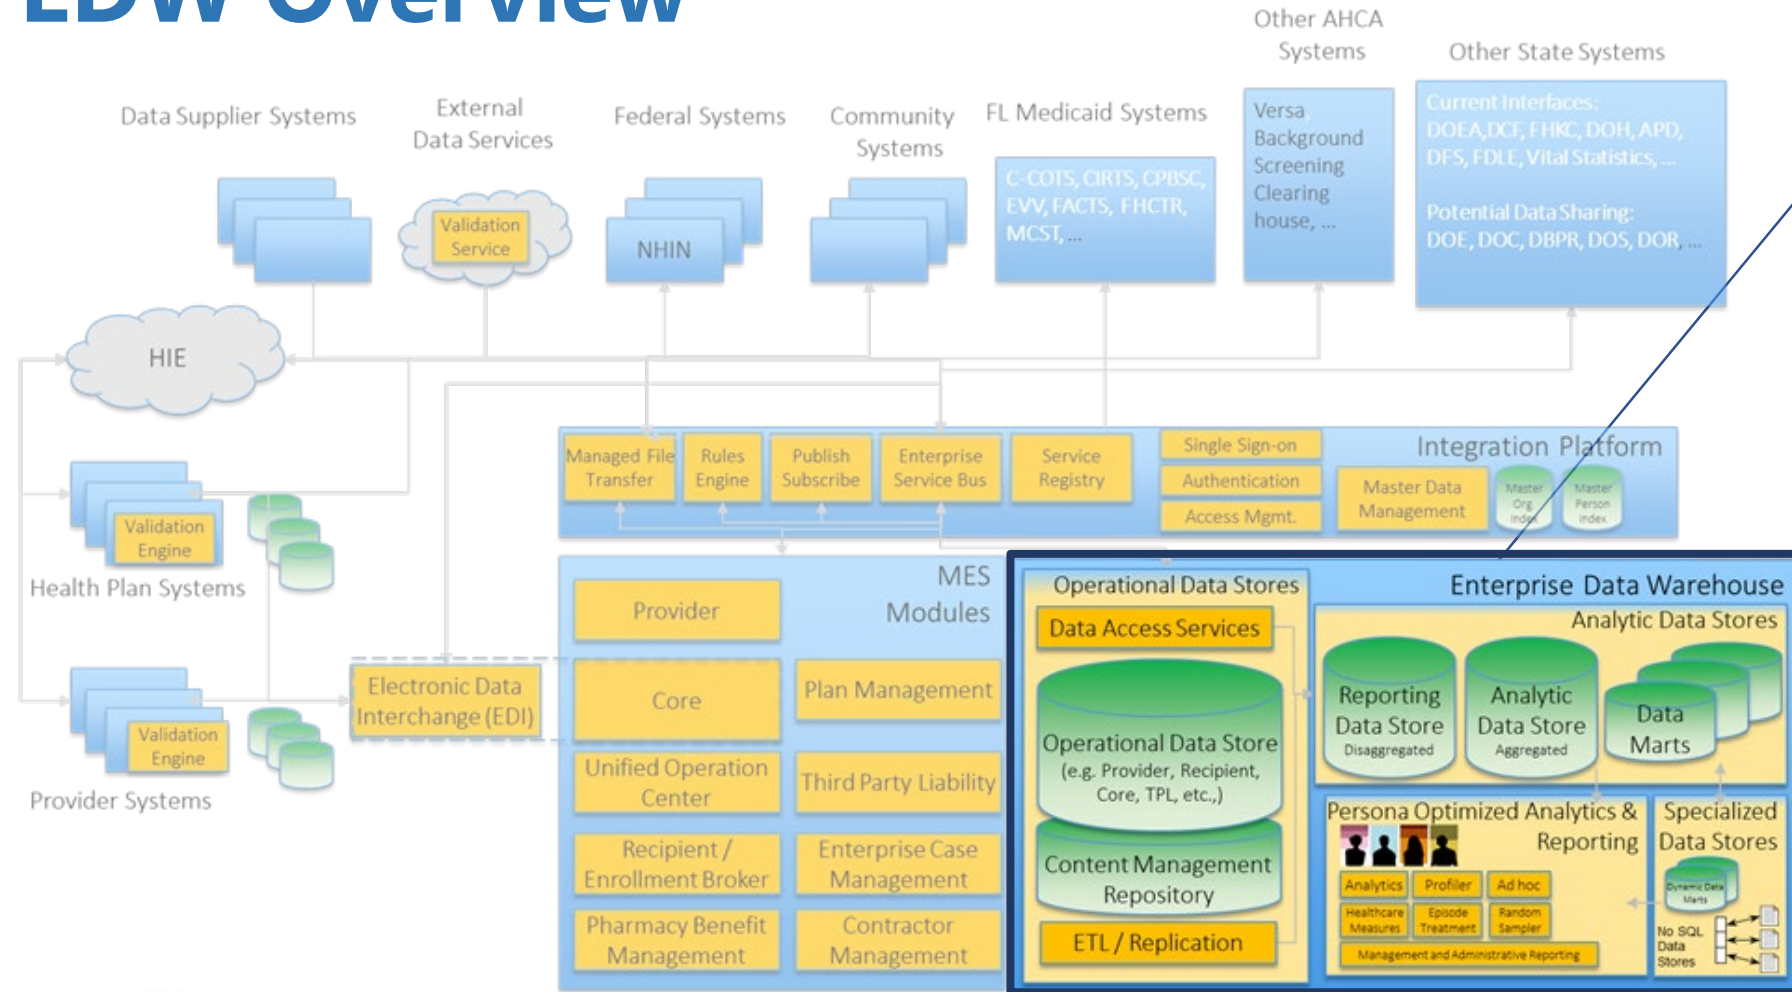 EDW Overview
Other AHCA
Systems
Other State Systems
Data Supplier Systems
External
Data Services
Federal Systems
Community
Systems
FL Medicaid Systems
Versa
Background
Screening
Clearing
house, ...
Current Interfaces:
DOEA,DCF, FHKC, DOH, APD,
DFS, FDLE, Vital Statistics, ...
Potential Data Sharing:
DOE, DOC, DBPR, DOS, DOR, ...
C-COTS, CIRTS, CPBSC,
EVV, FACTS, FHCTR,
MCST, ...
Validation
Service
NHIN
HIE
Managed File
Transfer
Rules
Engine
Publish
Subscribe
Enterprise
Service Bus
Service
Registry
Single Sign-on
Authentication
Access Mgmt.
Integration Platform
Master Data
Management
Master
Org
Index
Master
Person
Index
Validation
Engine
Health Plan Systems
Validation
Engine
Provider Systems
Electronic Data
Interchange (EDI)
MES
Modules
Provider
Core
Plan Management
Unified Operation
Center
Third Party Liability
Recipient /
Enrollment Broker
Enterprise Case
Management
Pharmacy Benefit
Management
Contractor
Management
Operational Data Stores
Data Access Services
Operational Data Store
(e.g. Provider, Recipient,
Core, TPL, etc.,)
Content Management
Repository
ETL / Replication
Enterprise Data Warehouse
Analytic Data Stores
Reporting
Data Store
Disaggregated
Analytic
Data Store
Aggregated
Data
Marts
Persona Optimized Analytics &
Reporting
Analytics
Profiler
Ad hoc
Healthcare
Measures
Episode
Treatment
Random
Sampler
Management and Administrative Reporting
Specialized
Data Stores
Dynamic Data
Marts
No SQL
Data
Stores